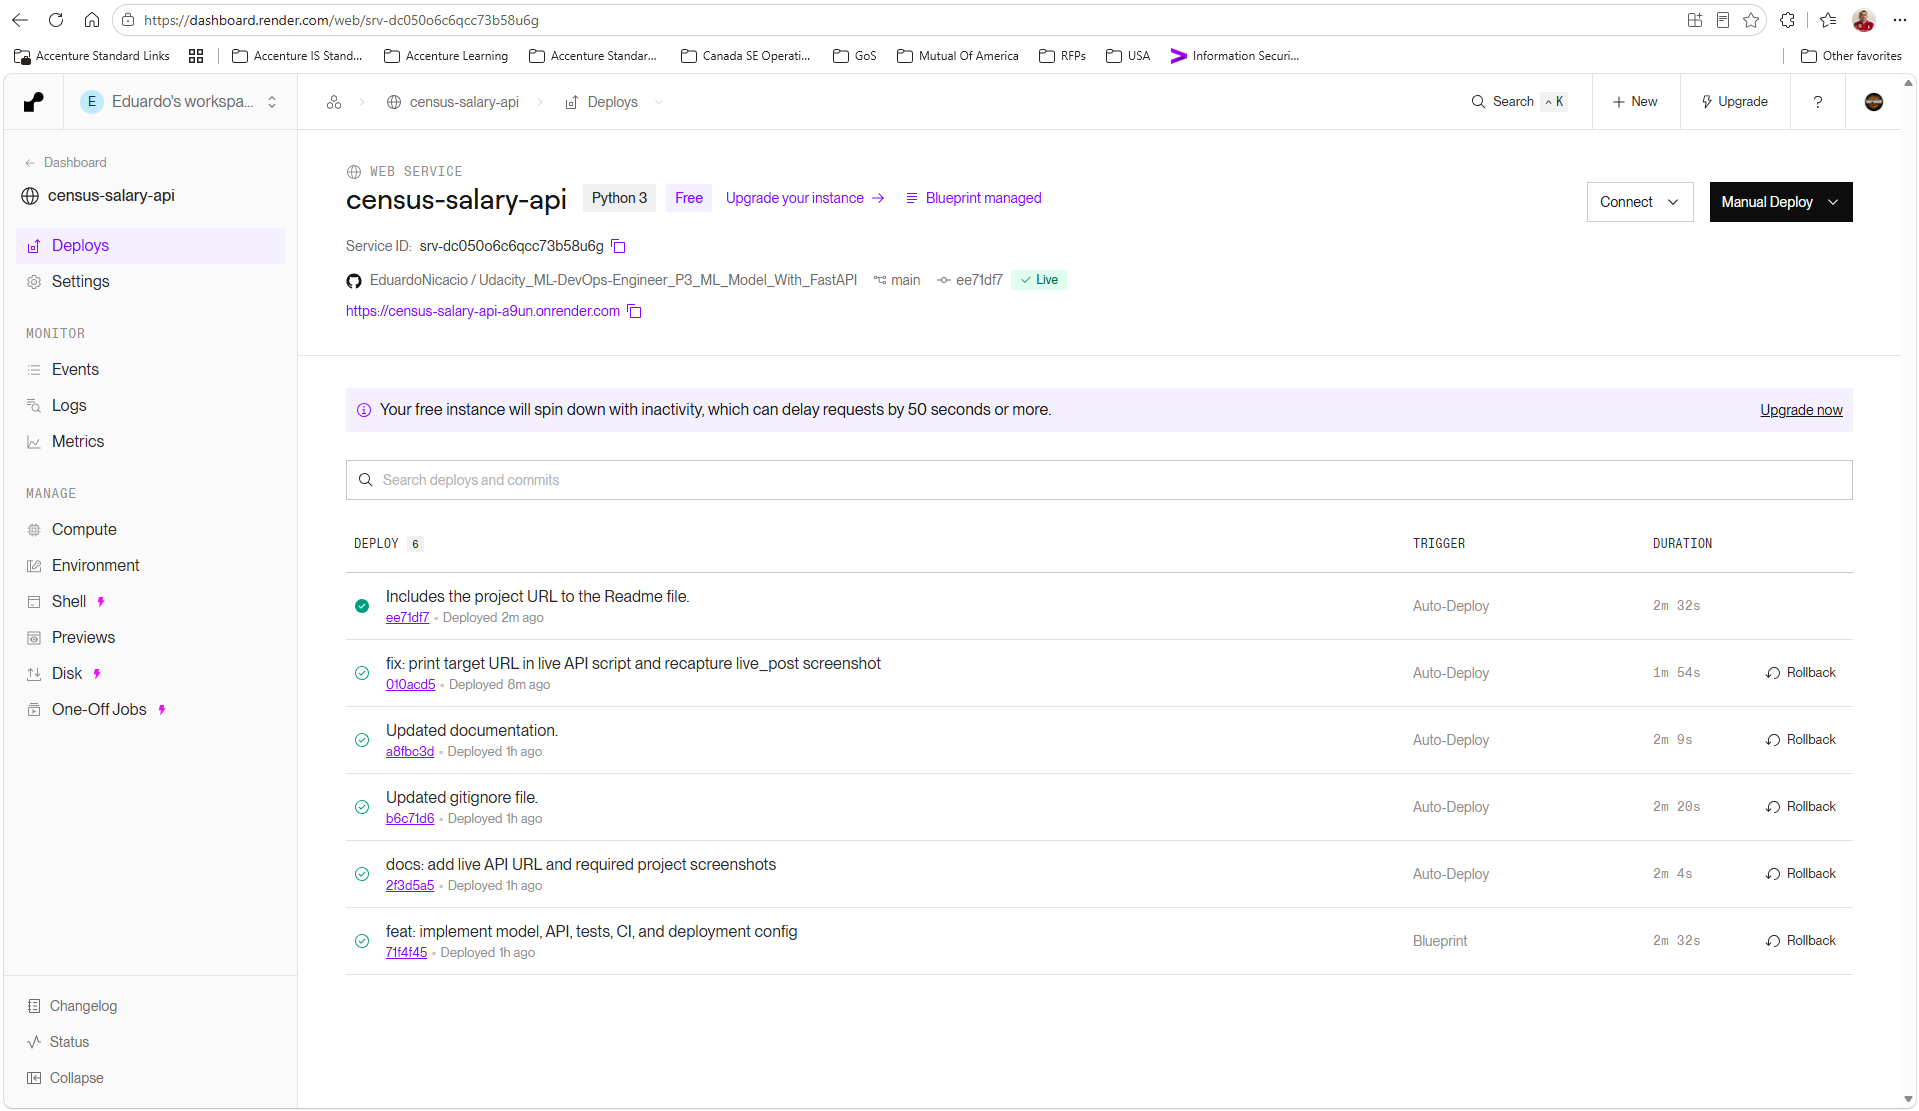 https://dashboard.render.com/web/srv-dc050o6c6qcc73b58u6g
Accenture Standard Links
Accenture IS Stand...
Accenture Learning
Accenture Standar...
Canada SE Operati...
GoS
Mutual Of America
RFPs
USA
Information Securi...
Other favorites
E Eduardo's workspa...
census-salary-api
Deploys
Search ^ K
+ New
Upgrade
?
← Dashboard
census-salary-api
Deploys
Settings
MONITOR
Events
Logs
Metrics
MANAGE
Compute
Environment
Shell
Previews
Disk
One-Off Jobs
Changelog
Status
Collapse
WEB SERVICE
census-salary-api Python 3 Free Upgrade your instance → Blueprint managed
Connect
Manual Deploy
Service ID: srv-dc050o6c6qcc73b58u6g
EduardoNicacio / Udacity_ML-DevOps-Engineer_P3_ML_Model_With_FastAPI main ee71df7 Live
https://census-salary-api-a9un.onrender.com
Your free instance will spin down with inactivity, which can delay requests by 50 seconds or more. Upgrade now
Search deploys and commits
DEPLOY 6 TRIGGER DURATION
Includes the project URL to the Readme file.
ee71df7 • Deployed 2m ago
Auto-Deploy 2m 32s
fix: print target URL in live API script and recapture live_post screenshot
010acd5 • Deployed 8m ago
Auto-Deploy 1m 54s Rollback
Updated documentation.
a8fbc3d • Deployed 1h ago
Auto-Deploy 2m 9s Rollback
Updated gitignore file.
b6c71d6 • Deployed 1h ago
Auto-Deploy 2m 20s Rollback
docs: add live API URL and required project screenshots
2f3d5a5 • Deployed 1h ago
Auto-Deploy 2m 4s Rollback
feat: implement model, API, tests, CI, and deployment config
71f4f45 • Deployed 1h ago
Blueprint 2m 32s Rollback